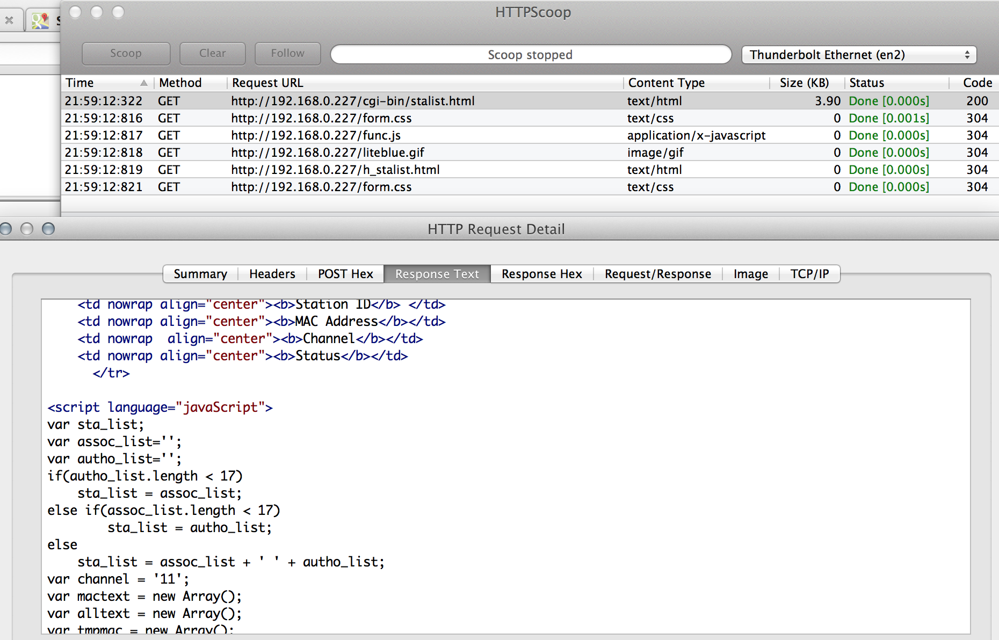 HTTPScoop
Scoop Clear Follow Scoop stopped Thunderbolt Ethernet (en2)
Time Method Request URL Content Type Size (KB) Status Code
21:59:12:322 GET http://192.168.0.227/cgi-bin/stalist.html text/html 3.90 Done [0.000s] 200
21:59:12:816 GET http://192.168.0.227/form.css text/css 0 Done [0.001s] 304
21:59:12:817 GET http://192.168.0.227/func.js application/x-javascript 0 Done [0.000s] 304
21:59:12:818 GET http://192.168.0.227/liteblue.gif image/gif 0 Done [0.000s] 304
21:59:12:819 GET http://192.168.0.227/h_stalist.html text/html 0 Done [0.000s] 304
21:59:12:821 GET http://192.168.0.227/form.css text/css 0 Done [0.000s] 304
HTTP Request Detail
Summary Headers POST Hex Response Text Response Hex Request/Response Image TCP/IP
<td nowrap align="center"><b>Station ID</b> </td>
<td nowrap align="center"><b>MAC Address</b></td>
<td nowrap  align="center"><b>Channel</b></td>
<td nowrap align="center"><b>Status</b></td>
</tr>
<script language="javaScript">
var sta_list;
var assoc_list='';
var autho_list='';
if(autho_list.length < 17)
sta_list = assoc_list;
else if(assoc_list.length < 17)
sta_list = autho_list;
else
sta_list = assoc_list + ' ' + autho_list;
var channel = '11';
var mactext = new Array();
var alltext = new Array();
var tmpmac = new Array();